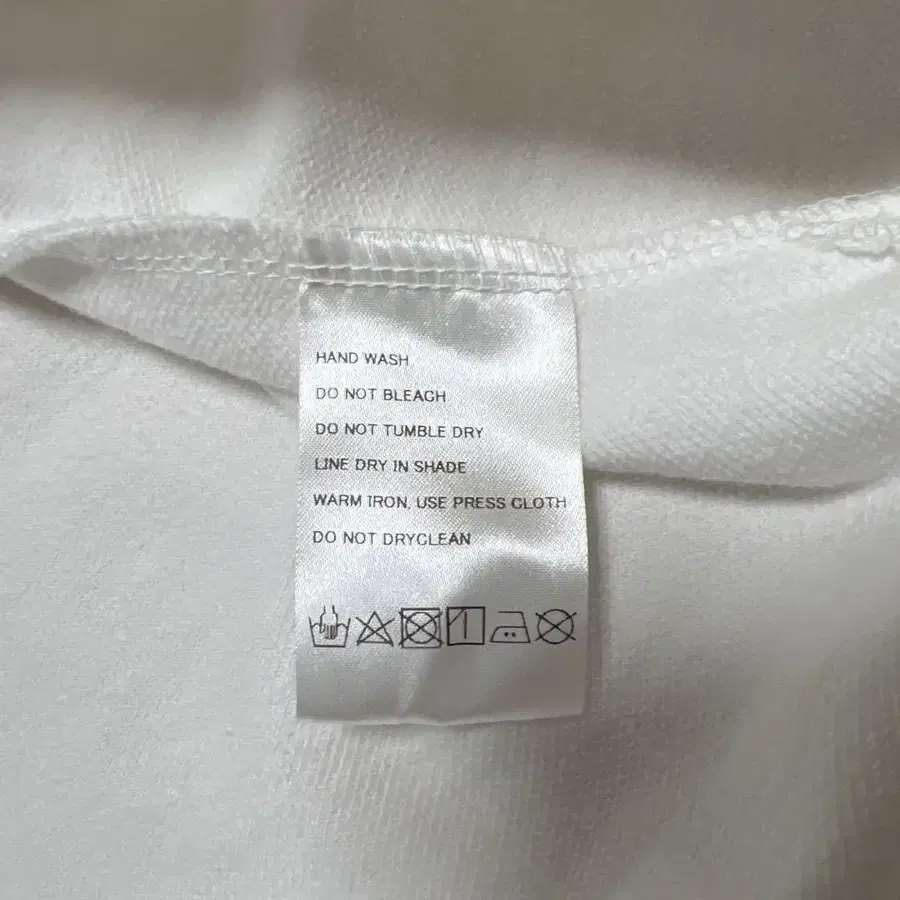 HAND WASH
DO NOT BLEACH
DO NOT TUMBLE DRY
LINE DRY IN SHADE
WARM IRON, USE PRESS CLOTH
DO NOT DRYCLEAN